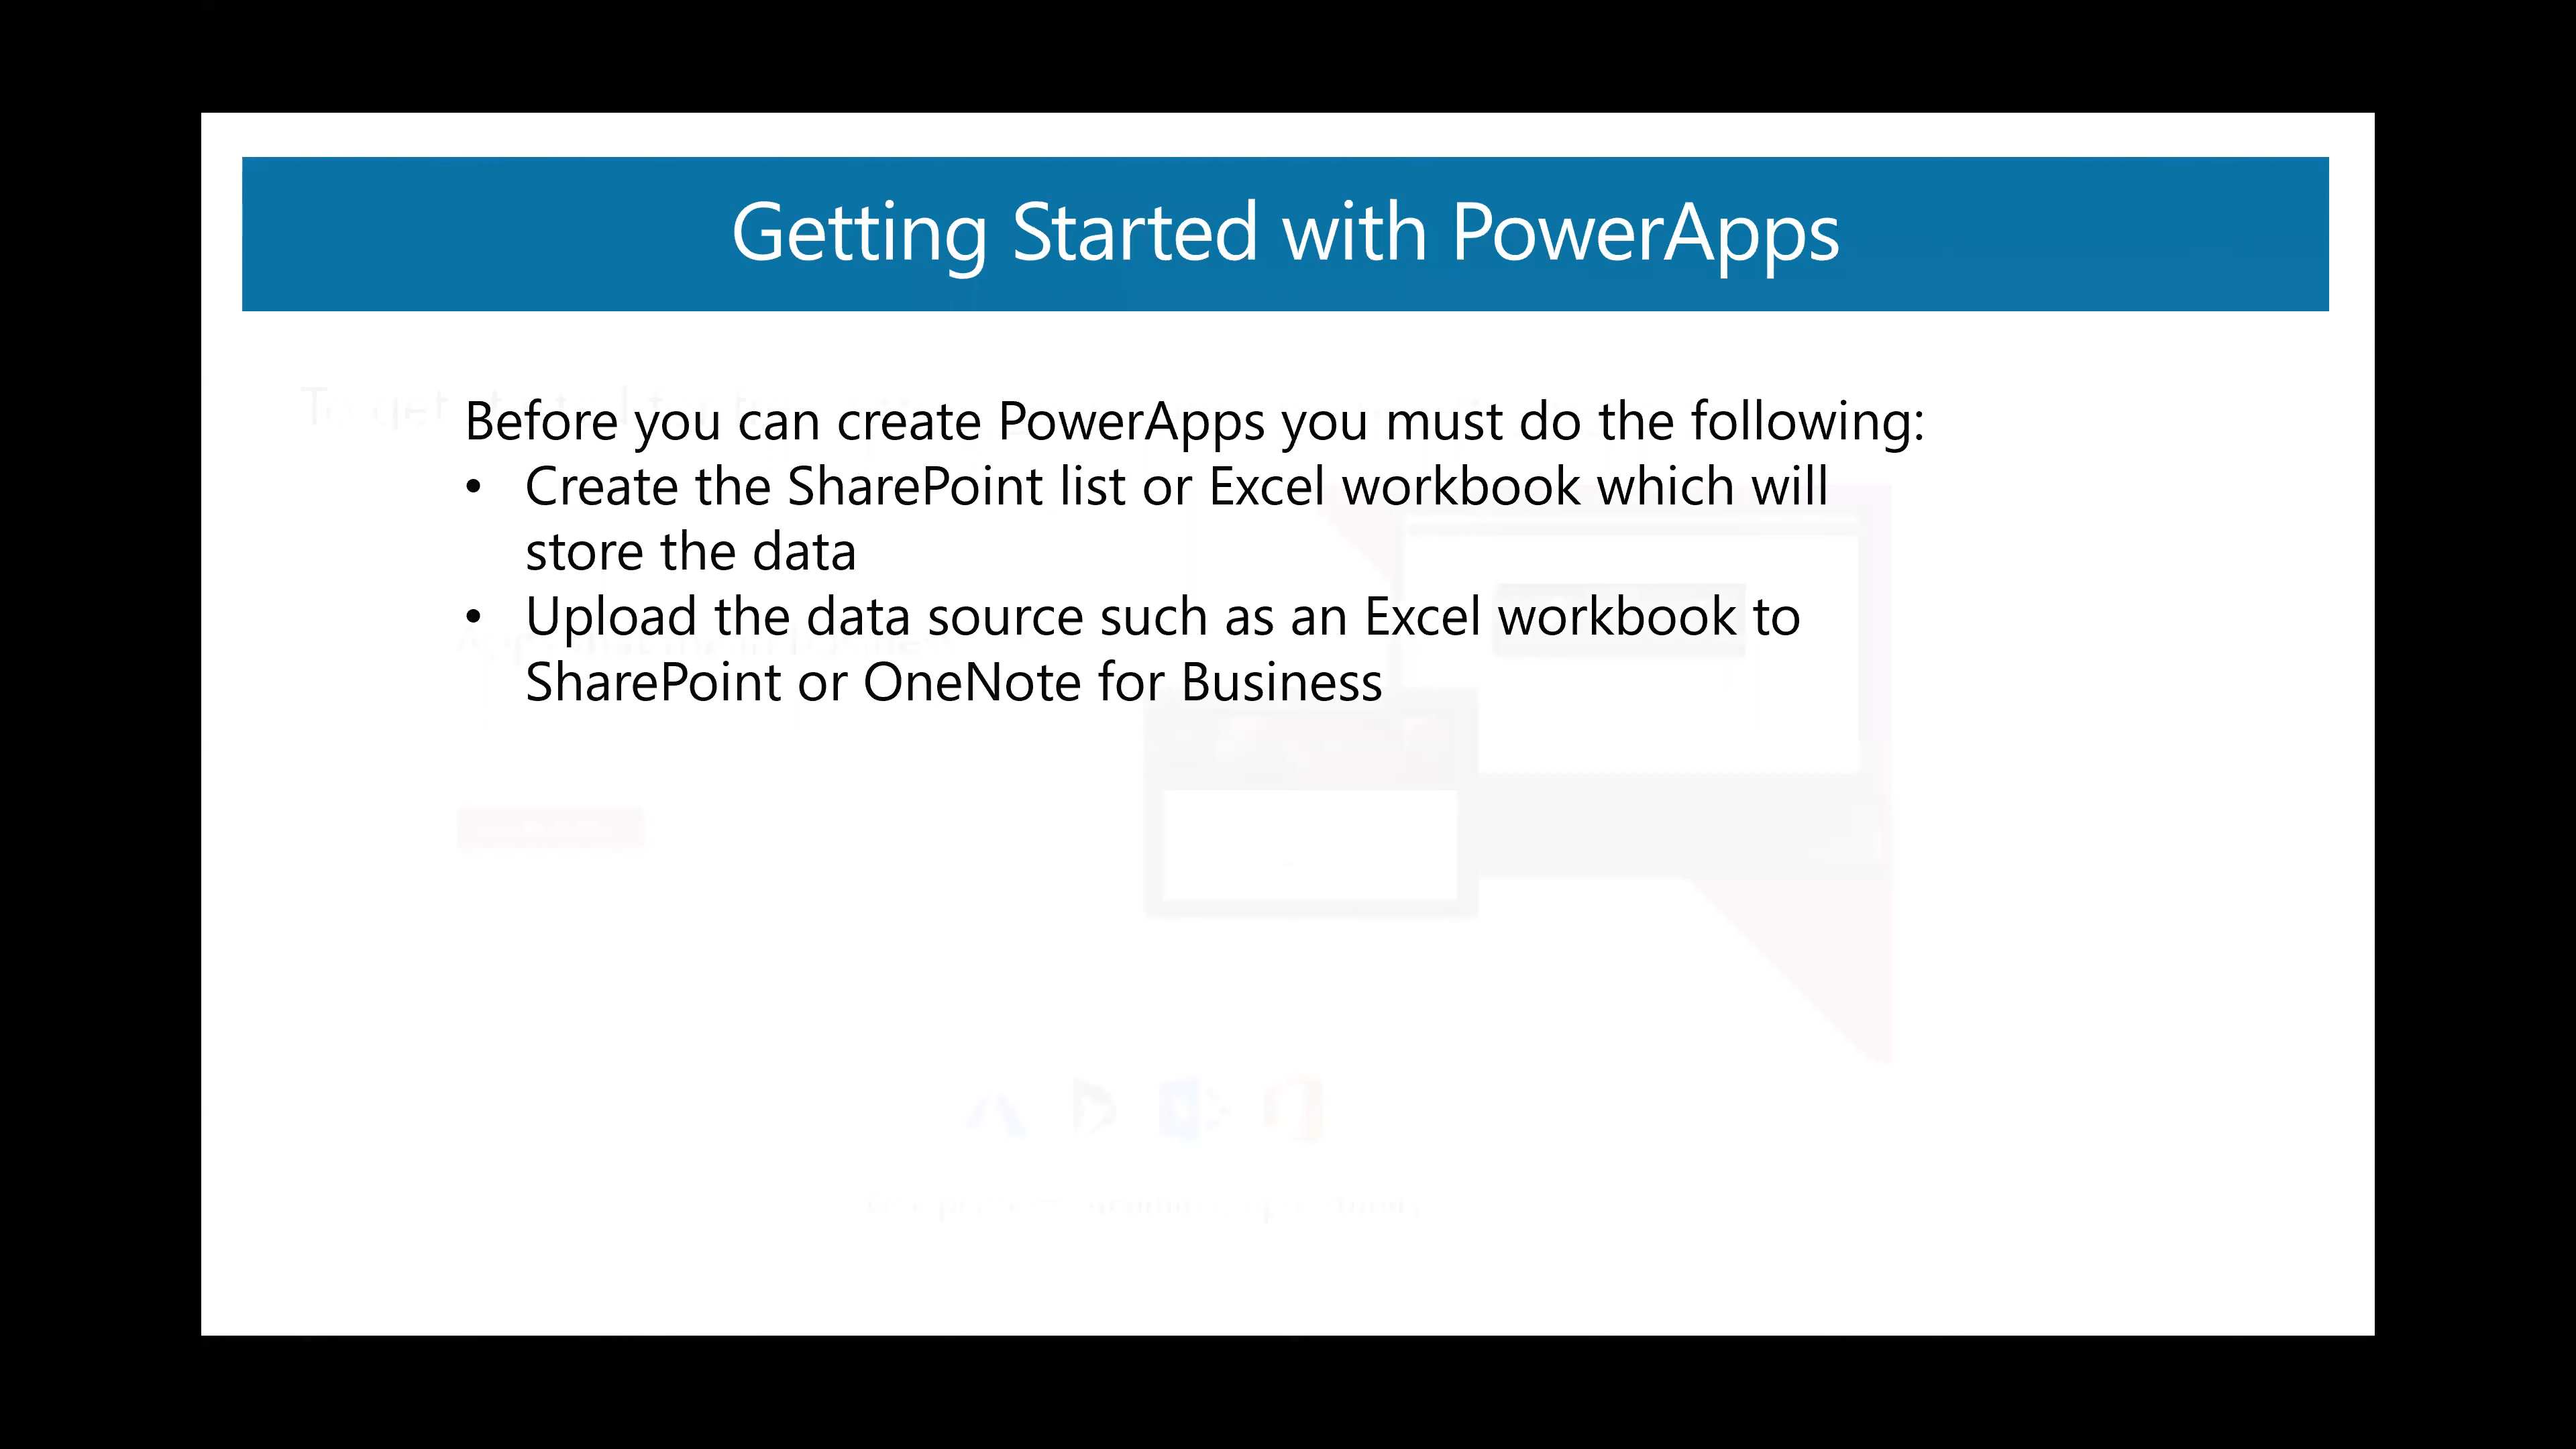 Getting Started with PowerApps
Before you can create PowerApps you must do the following:
• Create the SharePoint list or Excel workbook which will
store the data
• Upload the data source such as an Excel workbook to
SharePoint or OneNote for Business